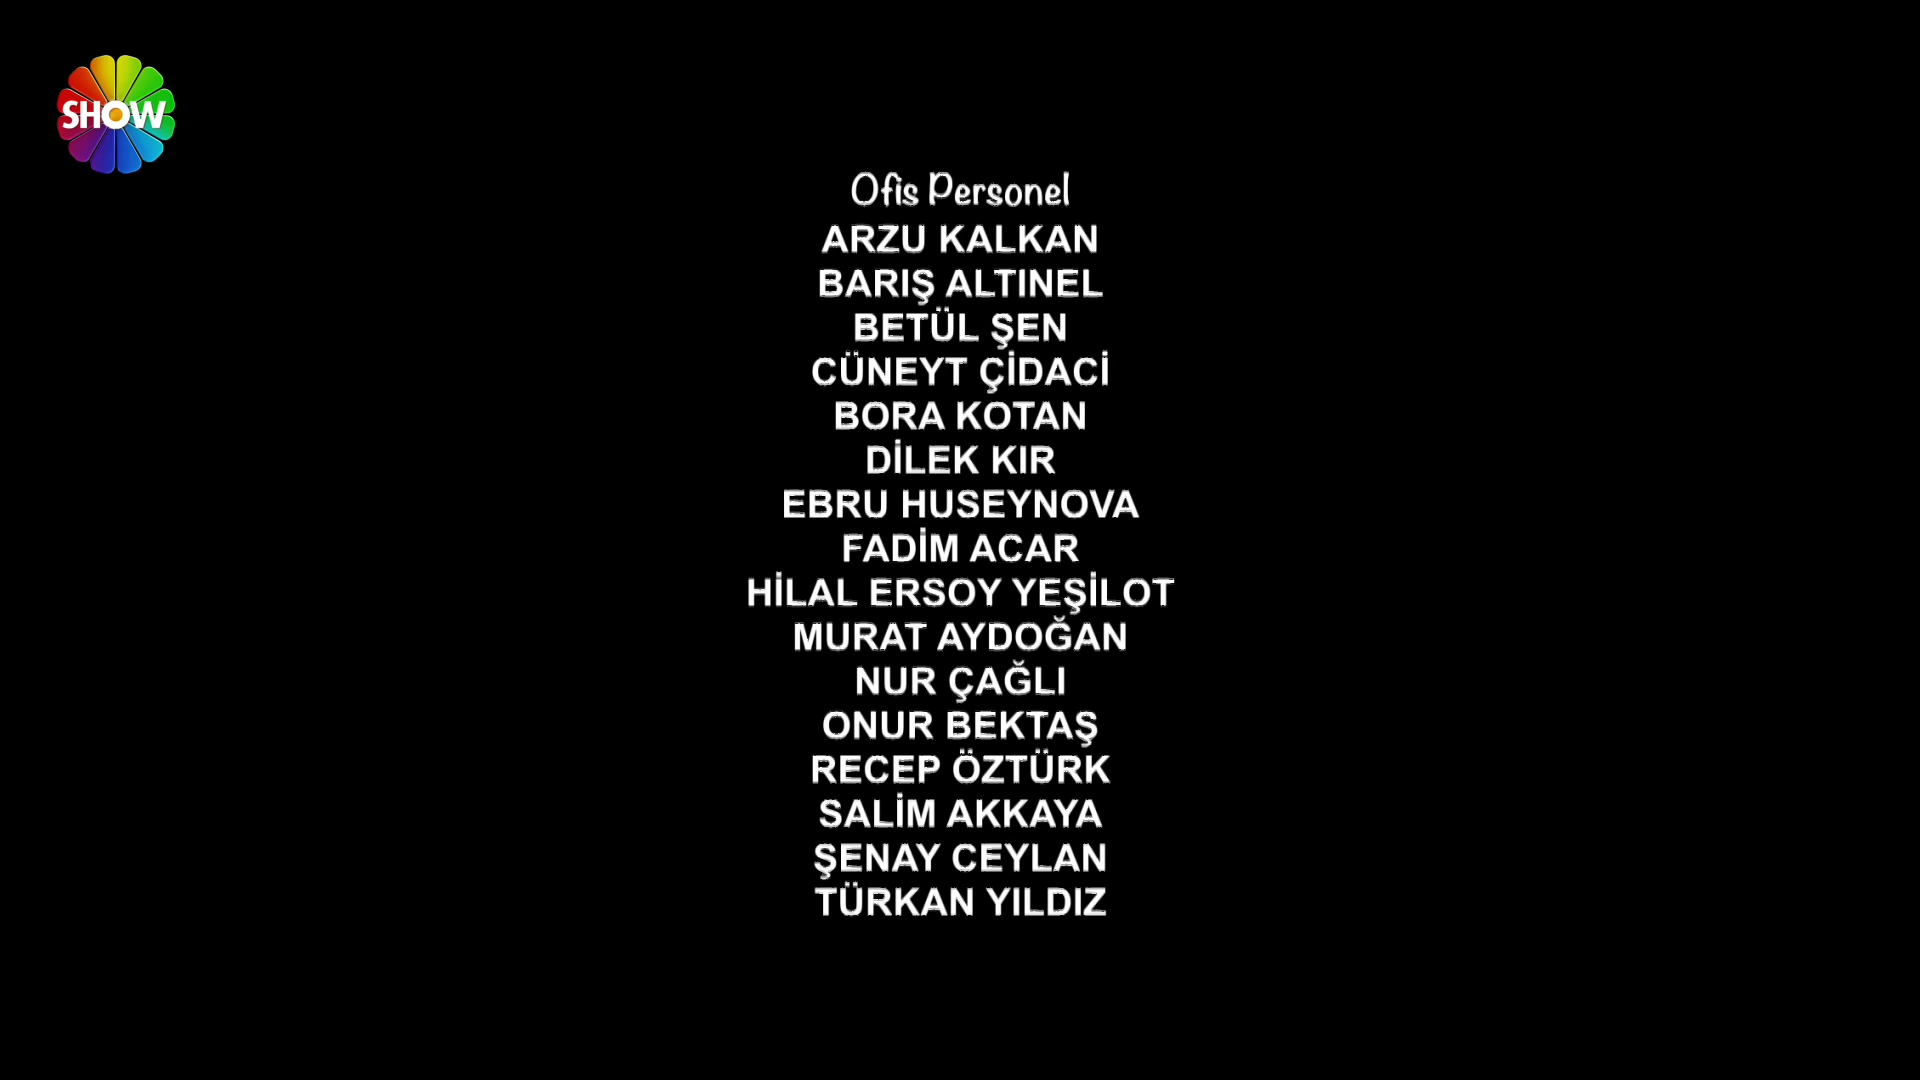 SHOW
Ofis Personel
ARZU KALKAN
BARIŞ ALTINEL
BETÜL ŞEN
CÜNEYT ÇİDACİ
BORA KOTAN
DİLEK KIR
EBRU HUSEYNOVA
FADİM ACAR
HİLAL ERSOY YEŞİLOT
MURAT AYDOĞAN
NUR ÇAĞLI
ONUR BEKTAŞ
RECEP ÖZTÜRK
SALİM AKKAYA
ŞENAY CEYLAN
TÜRKAN YILDIZ